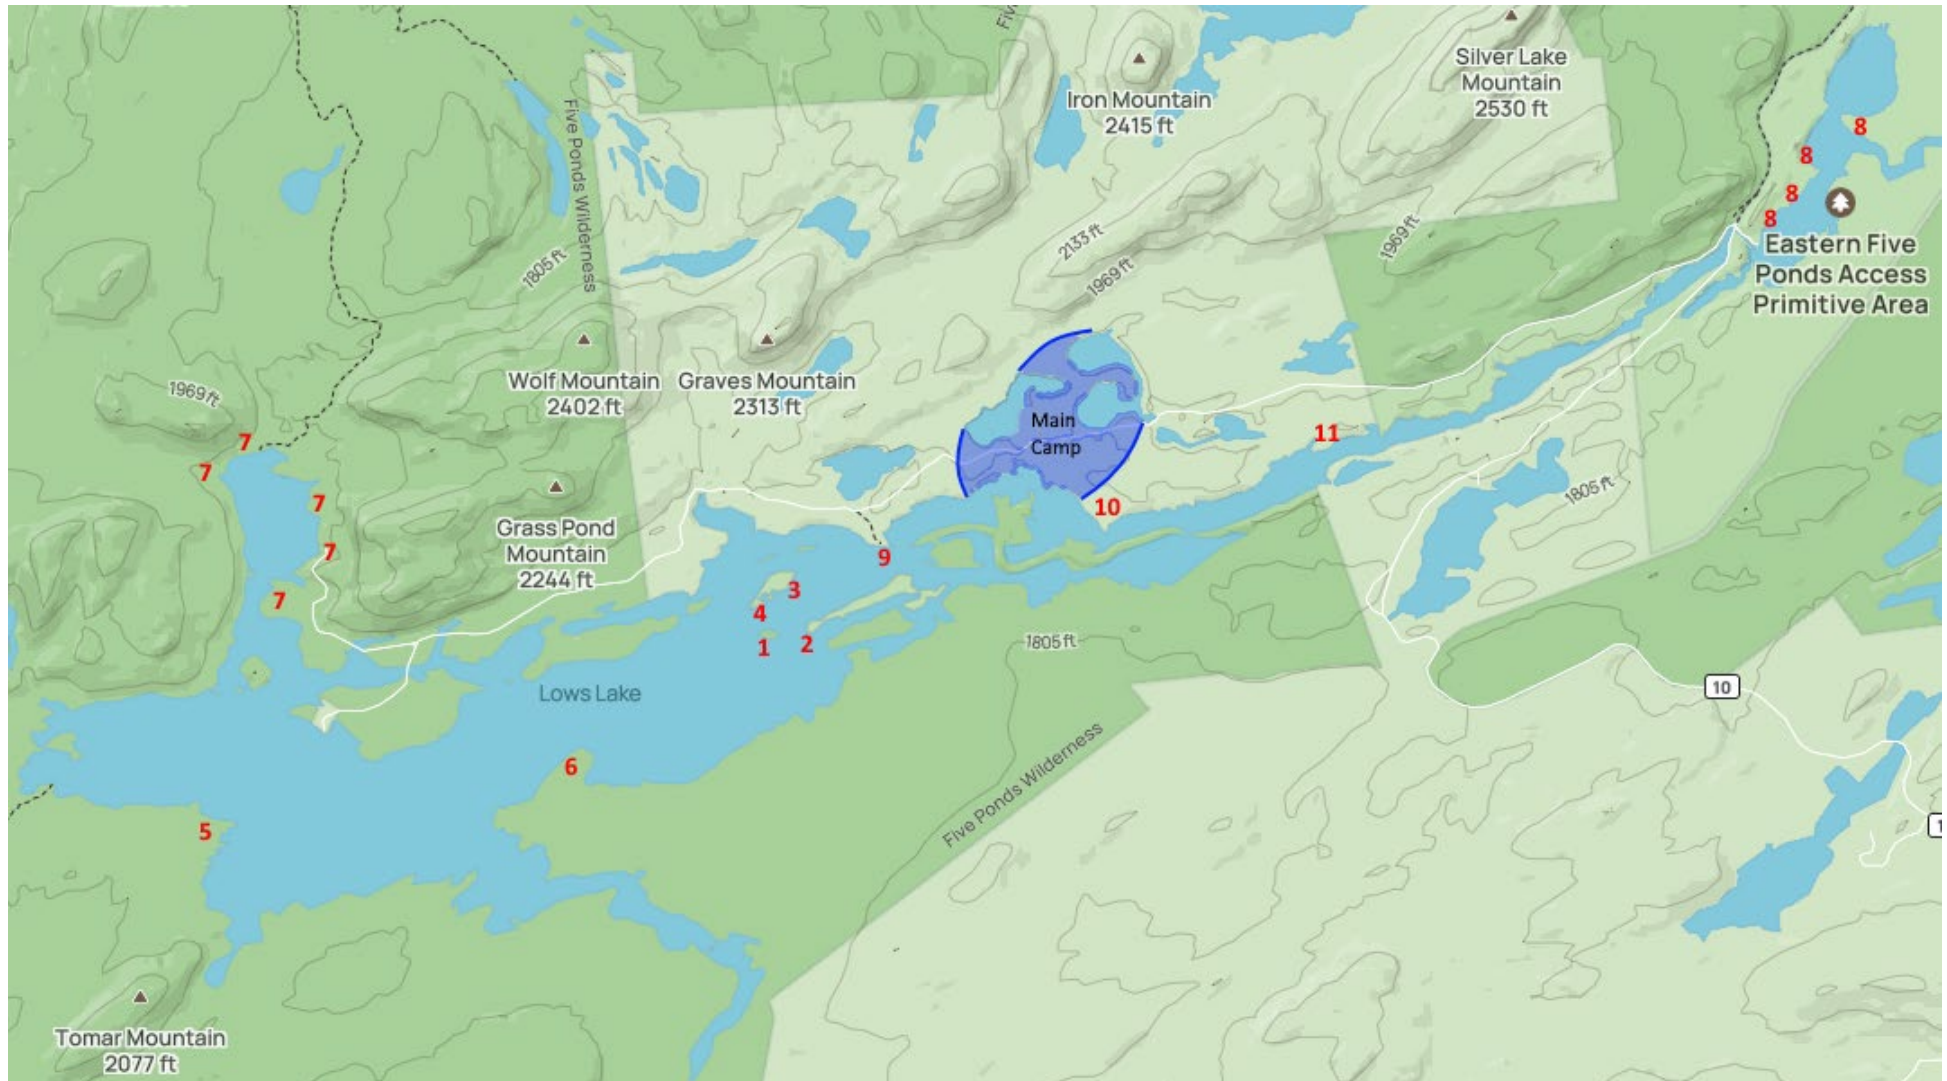 Five Ponds Wilderness
Iron Mountain
2415 ft
Silver Lake
Mountain
2530 ft
8
8
8
8
Eastern Five
Ponds Access
Primitive Area
1805 ft
2133 ft
1969 ft
1969 ft
Wolf Mountain
2402 ft
Graves Mountain
2313 ft
1969 ft
Main
Camp
7
7
7
7
7
11
10
9
1805 ft
Grass Pond
Mountain
2244 ft
3
4
1
2
1805 ft
Lows Lake
10
6
5
Five Ponds Wilderness
Tomar Mountain
2077 ft